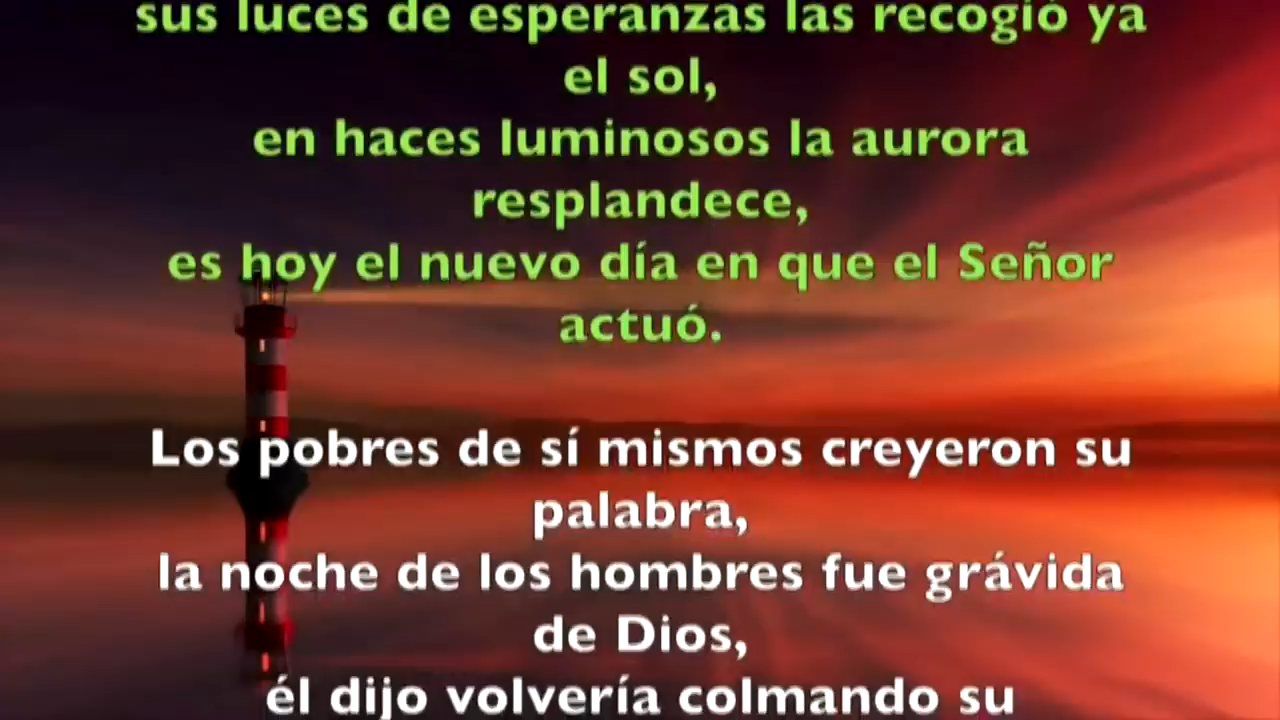 sus luces de esperanzas las recogió ya
el sol,
en haces luminosos la aurora
resplandece,
es hoy el nuevo día en que el Señor
actuó.
Los pobres de sí mismos creyeron su
palabra,
la noche de los hombres fue grávida
de Dios,
él dijo volvería colmando su